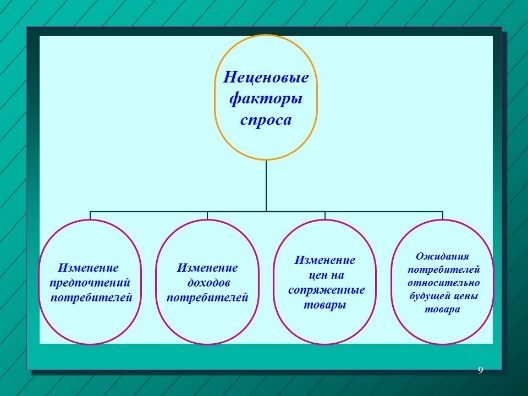 Неценовые
факторы
спроса
Изменение
предпочтений
потребителей
Изменение
доходов
потребителей
Изменение
цен на
сопряженные
товары
Ожидания
потребителей
относительно
будущей цены
товара
9